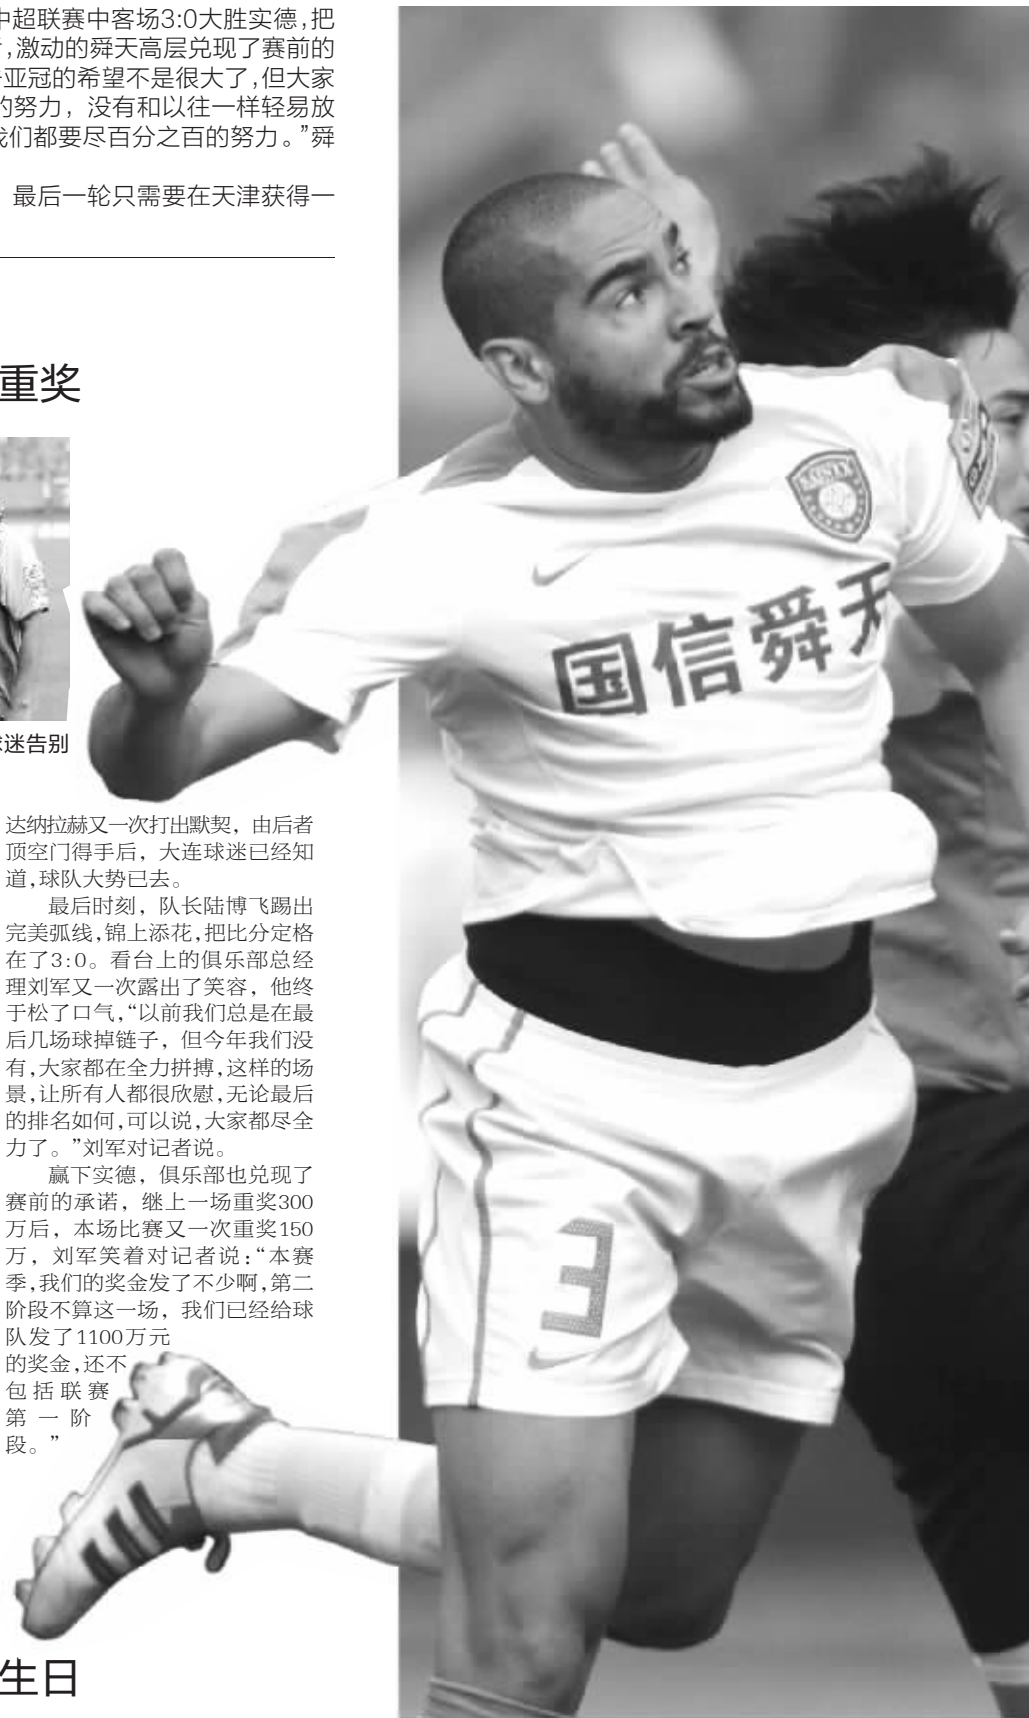 中超联赛中客场3:0大胜实德,把
,激动的舜天高层兑现了赛前的
亚冠的希望不是很大了,但大家
的努力，没有和以往一样轻易放
我们都要尽百分之百的努力。”舜
最后一轮只需要在天津获得一
重奖
球迷告别
达纳拉赫又一次打出默契，由后者
顶空门得手后，大连球迷已经知
道,球队大势已去。
最后时刻，队长陆博飞踢出
完美弧线,锦上添花,把比分定格
在了3:0。看台上的俱乐部总经
理刘军又一次露出了笑容，他终
于松了口气,“以前我们总是在最
后几场球掉链子，但今年我们没
有,大家都在全力拼搏,这样的场
景,让所有人都很欣慰,无论最后
的排名如何,可以说,大家都尽全
力了。”刘军对记者说。
赢下实德，俱乐部也兑现了
赛前的承诺，继上一场重奖300
万后，本场比赛又一次重奖150
万，刘军笑着对记者说:“本赛
季,我们的奖金发了不少啊,第二
阶段不算这一场，我们已经给球
队发了1100万元
的奖金,还不
包括联赛
第一阶
段。”
国信舜天
3
生日